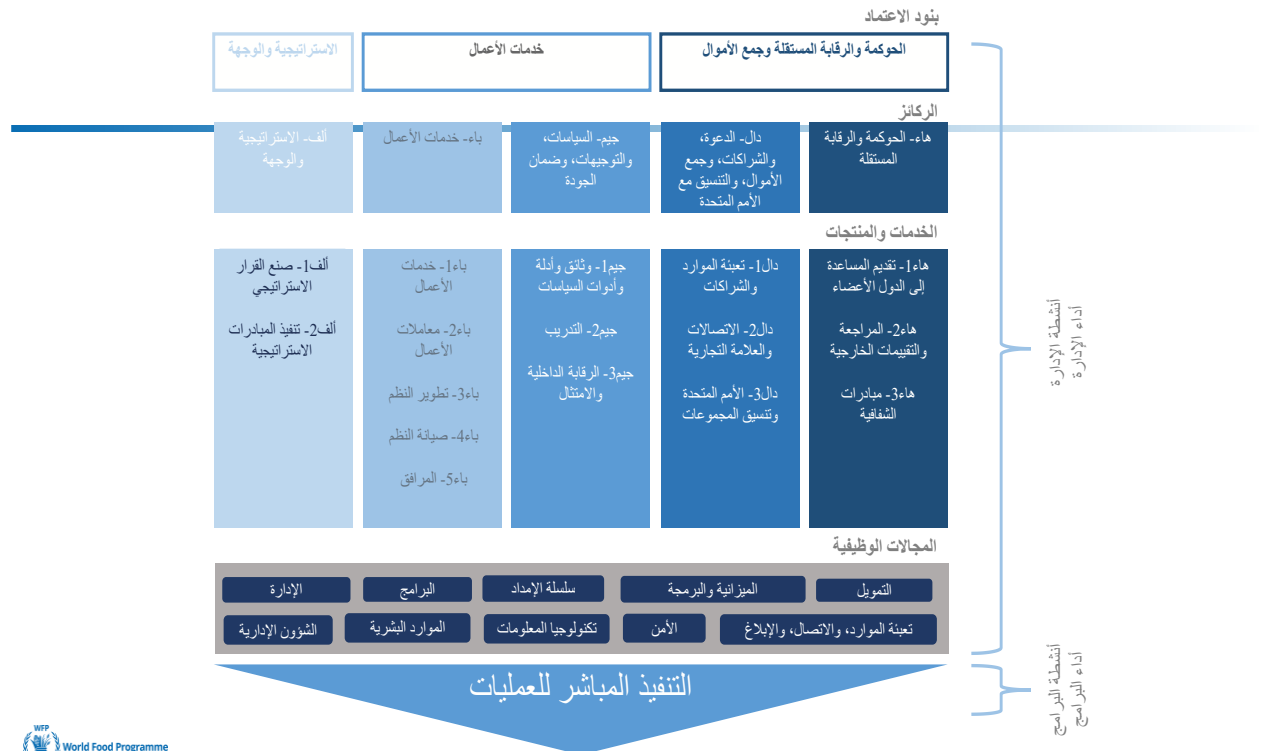 بنود الاعتماد
الحوكمة والرقابة المستقلة وجمع الأموال
خدمات الأعمال
الاستراتيجية والوجهة
الركائز
هاء- الحوكمة والرقابة
المستقلة
دال- الدعوة،
والشراكات، وجمع
الأموال، والتنسيق مع
الأمم المتحدة
جيم- السياسات،
والتوجيهات، وضمان
الجودة
باء- خدمات الأعمال
ألف- الاستراتيجية
والوجهة
الخدمات والمنتجات
هاء1- تقديم المساعدة
إلى الدول الأعضاء
هاء2- المراجعة
والتقييمات الخارجية
هاء3- مبادرات
الشفافية
دال1- تعبئة الموارد
والشراكات
دال2- الاتصالات
والعلامة التجارية
دال3- الأمم المتحدة
وتنسيق المجموعات
جيم1- وثائق وأدلة
وأدوات السياسات
جيم2- التدريب
جيم3- الرقابة الداخلية
والامتثال
باء1- خدمات
الأعمال
باء2- معاملات
الأعمال
باء3- تطوير النظم
باء4- صيانة النظم
باء5- المرافق
ألف1- صنع القرار
الاستراتيجي
ألف2- تنفيذ المبادرات
الاستراتيجية
المجالات الوظيفية
التمويل
الميزانية والبرمجة
سلسلة الإمداد
البرامج
الإدارة
تعبئة الموارد، والاتصال، والإبلاغ
الأمن
تكنولوجيا المعلومات
الموارد البشرية
الشؤون الإدارية
التنفيذ المباشر للعمليات
أنشطة الإدارة
أداء الإدارة
أنشطة البرامج
أداء البرامج
WFP
World Food Programme